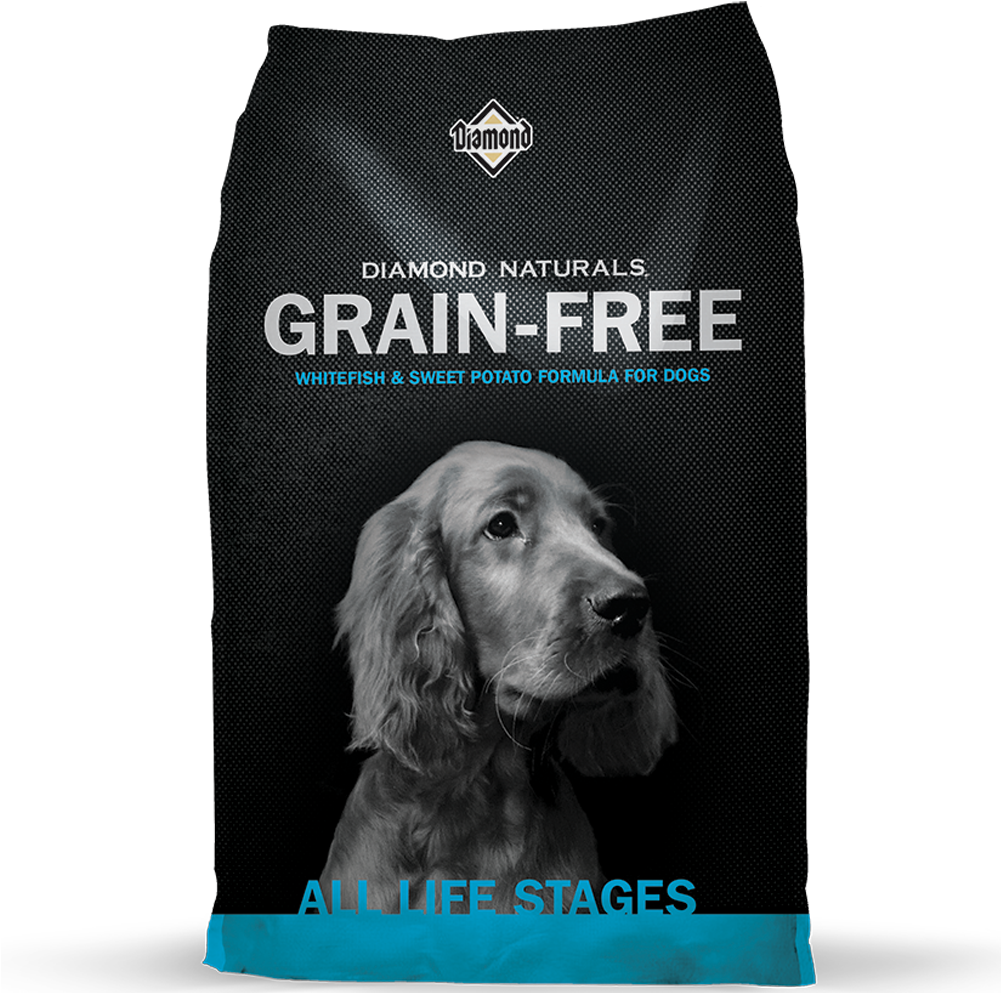 Diamond
DIAMOND NATURALS
GRAIN-FREE
WHITEFISH & SWEET POTATO FORMULA FOR DOGS
ALL LIFE STAGES